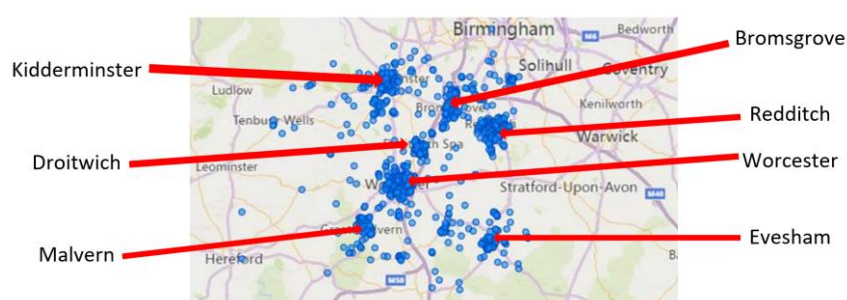 Kidderminster
Droitwich
Malvern
Bromsgrove
Redditch
Worcester
Evesham
Birmingham
Bedworth
M6
Solihull
Coventry
Ludlow
Kenilworth
Tenbury Wells
Warwick
Leominster
Stratford-Upon-Avon
M40
Hereford
M50